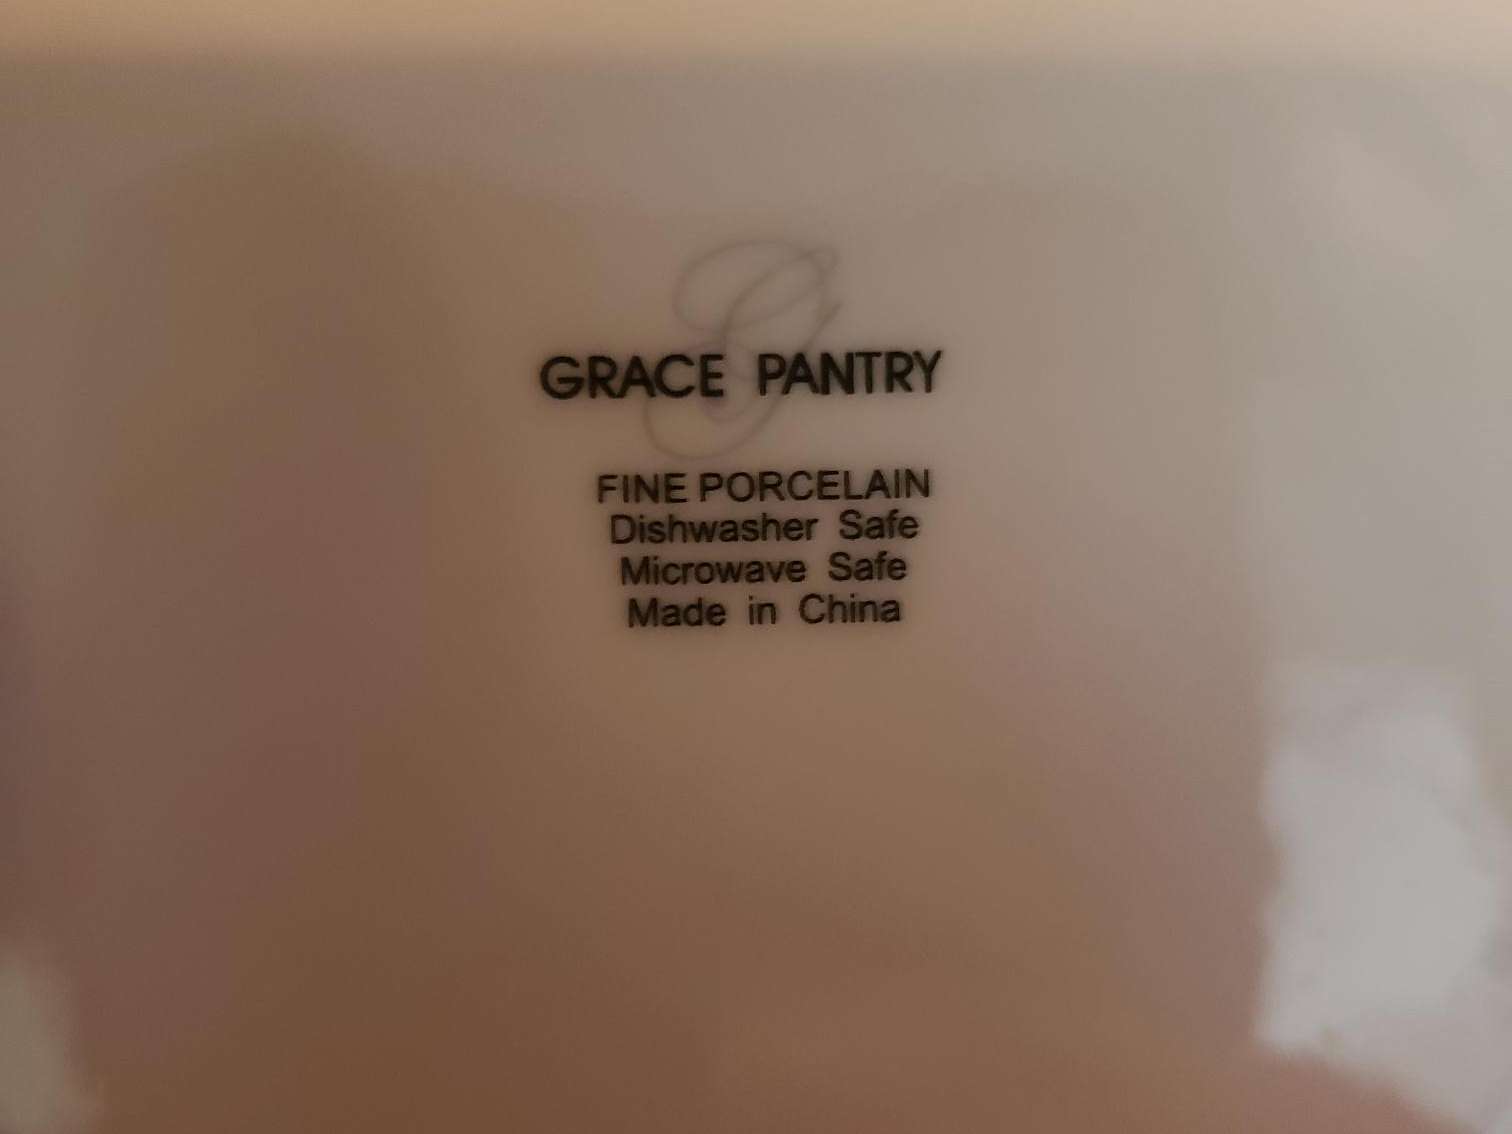 G
GRACE PANTRY
FINE PORCELAIN
Dishwasher Safe
Microwave Safe
Made in China